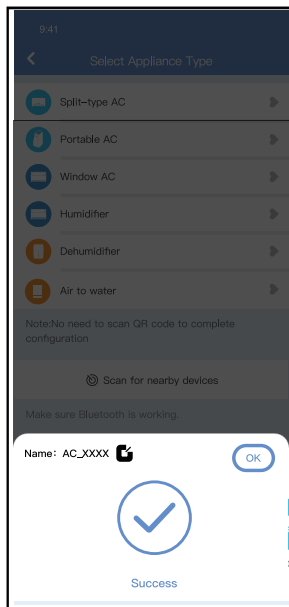 9:41
Select Appliance Type
Split-type AC
Portable AC
Window AC
Humidifier
Dehumidifier
Air to water
Note:No need to scan QR code to complete
configuration
Scan for nearby devices
Make sure Bluetooth is working.
Name: AC_XXXX
OK
Success